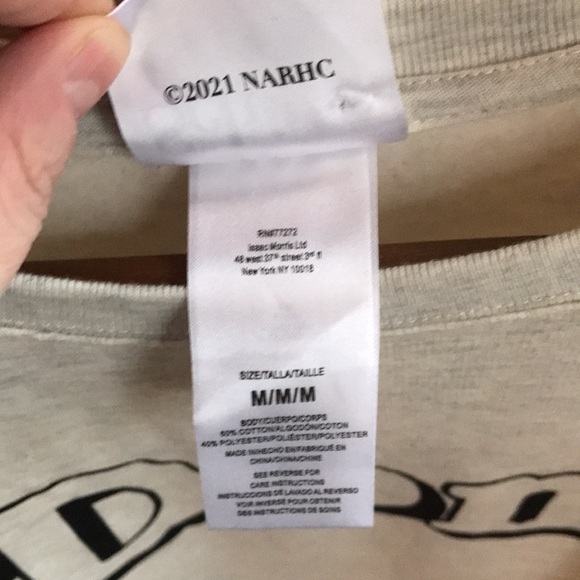 ©2021 NARHC
RN#77272
Isaac Morris Ltd
48 west 37th street 3rd fl
New York NY 10018
SIZE/TALLA/TAILLE
M/M/M
BODY/CUERPO/CORPS
60% COTTON/ALGODON/COTON
40% POLYESTER/POLIÉSTER/POLYESTER
MADE IN/HECHO EN/FABRIQUÉ EN
CHINA/CHINA/CHINE
SEE REVERSE FOR
CARE INSTRUCTIONS
INSTRUCCIONES DE LAVADO AL REVERSO
VOIR INVERSE POUR OBTENIR
DES INSTRUCTIONS DE SOINS